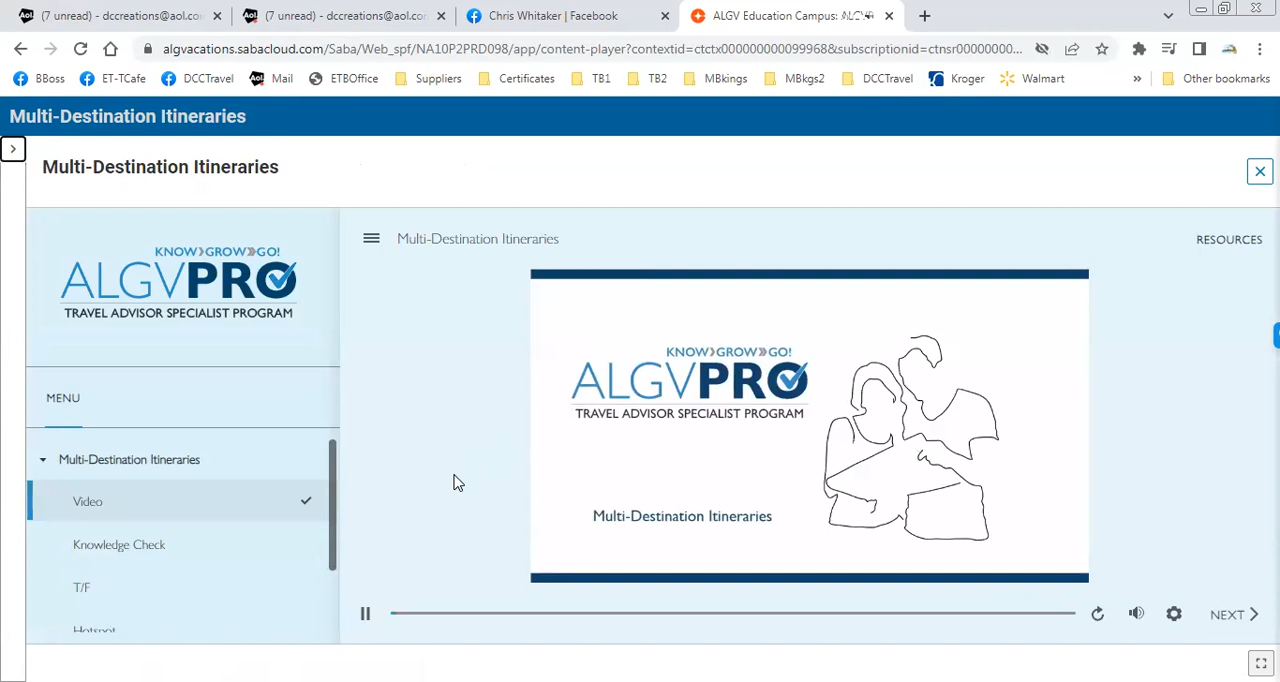 (7 unread) - dccreations@aol.co
(7 unread) - dccreations@aol.co
Chris Whitaker | Facebook
ALGV Education Campus: ALGV
algvacations.sabacloud.com/Saba/Web_spf/NA10P2PRD098/app/content-player?contextid=ctctx000000000099968&subscriptionid=ctnsr00000000...
BBoss
ET-TCafe
DCCTravel
Mail
ETBOffice
Suppliers
Certificates
TB1
TB2
MBkings
MBkgs2
DCCTravel
Kroger
Walmart
»
Other bookmarks
Multi-Destination Itineraries
Multi-Destination Itineraries
KNOW>GROW>>GO!
ALGVPRO
TRAVEL ADVISOR SPECIALIST PROGRAM
MENU
Multi-Destination Itineraries
Video
Knowledge Check
T/F
Hotspot
Multi-Destination Itineraries
RESOURCES
KNOW>GROW>>GO!
ALGVPRO
TRAVEL ADVISOR SPECIALIST PROGRAM
Multi-Destination Itineraries
NEXT